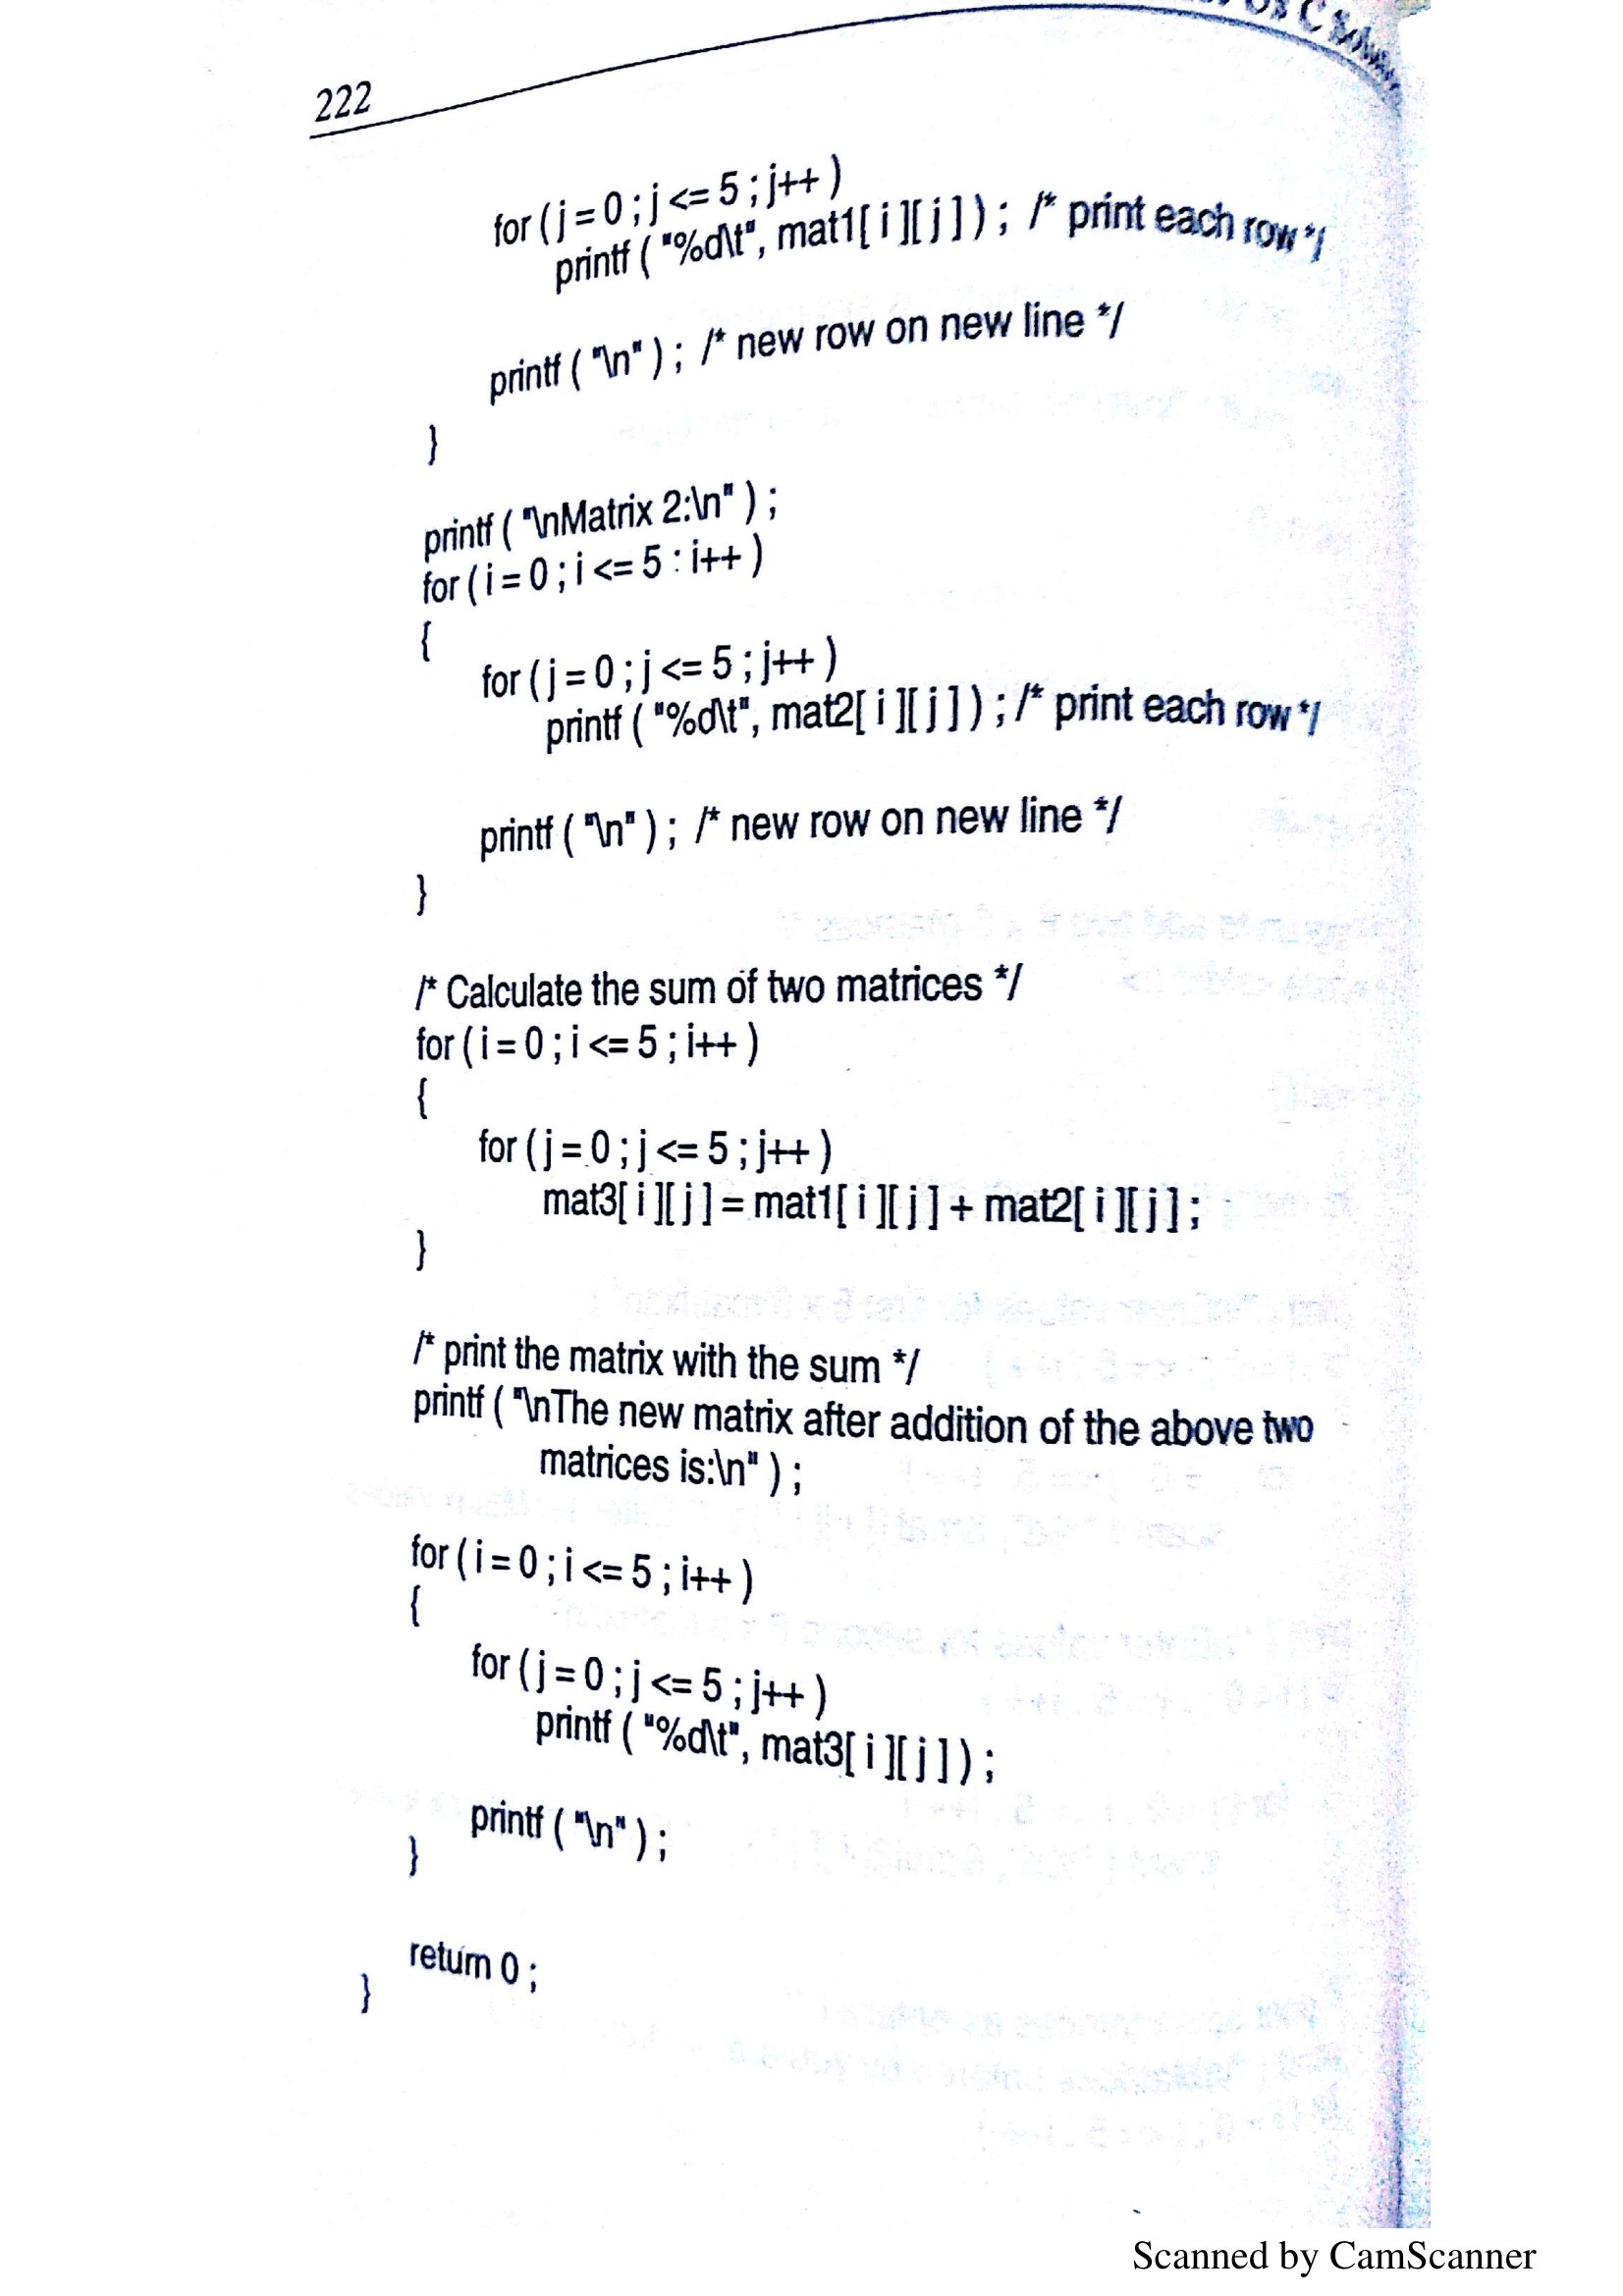 222
C
for ( j = 0 ; j <= 5 ; j++ )
printf ( "%d\t", mat1[ i ][ j ] ) ; /* print each row */
printf ( "\n" ) ; /* new row on new line */
}
printf ( "\nMatrix 2:\n" ) ;
for ( i = 0 ; i <= 5 : i++ )
{
for ( j = 0 ; j <= 5 ; j++ )
printf ( "%d\t", mat2[ i ][ j ] ) ; /* print each row */
printf ( "\n" ) ; /* new row on new line */
}
/* Calculate the sum of two matrices */
for ( i = 0 ; i <= 5 ; i++ )
{
for ( j = 0 ; j <= 5 ; j++ )
mat3[ i ][ j ] = mat1[ i ][ j ] + mat2[ i ][ j ] ;
}
/* print the matrix with the sum */
printf ( "\nThe new matrix after addition of the above two
matrices is:\n" ) ;
for ( i = 0 ; i <= 5 ; i++ )
{
for ( j = 0 ; j <= 5 ; j++ )
printf ( "%d\t", mat3[ i ][ j ] ) ;
printf ( "\n" ) ;
}
return 0 ;
}
Scanned by CamScanner